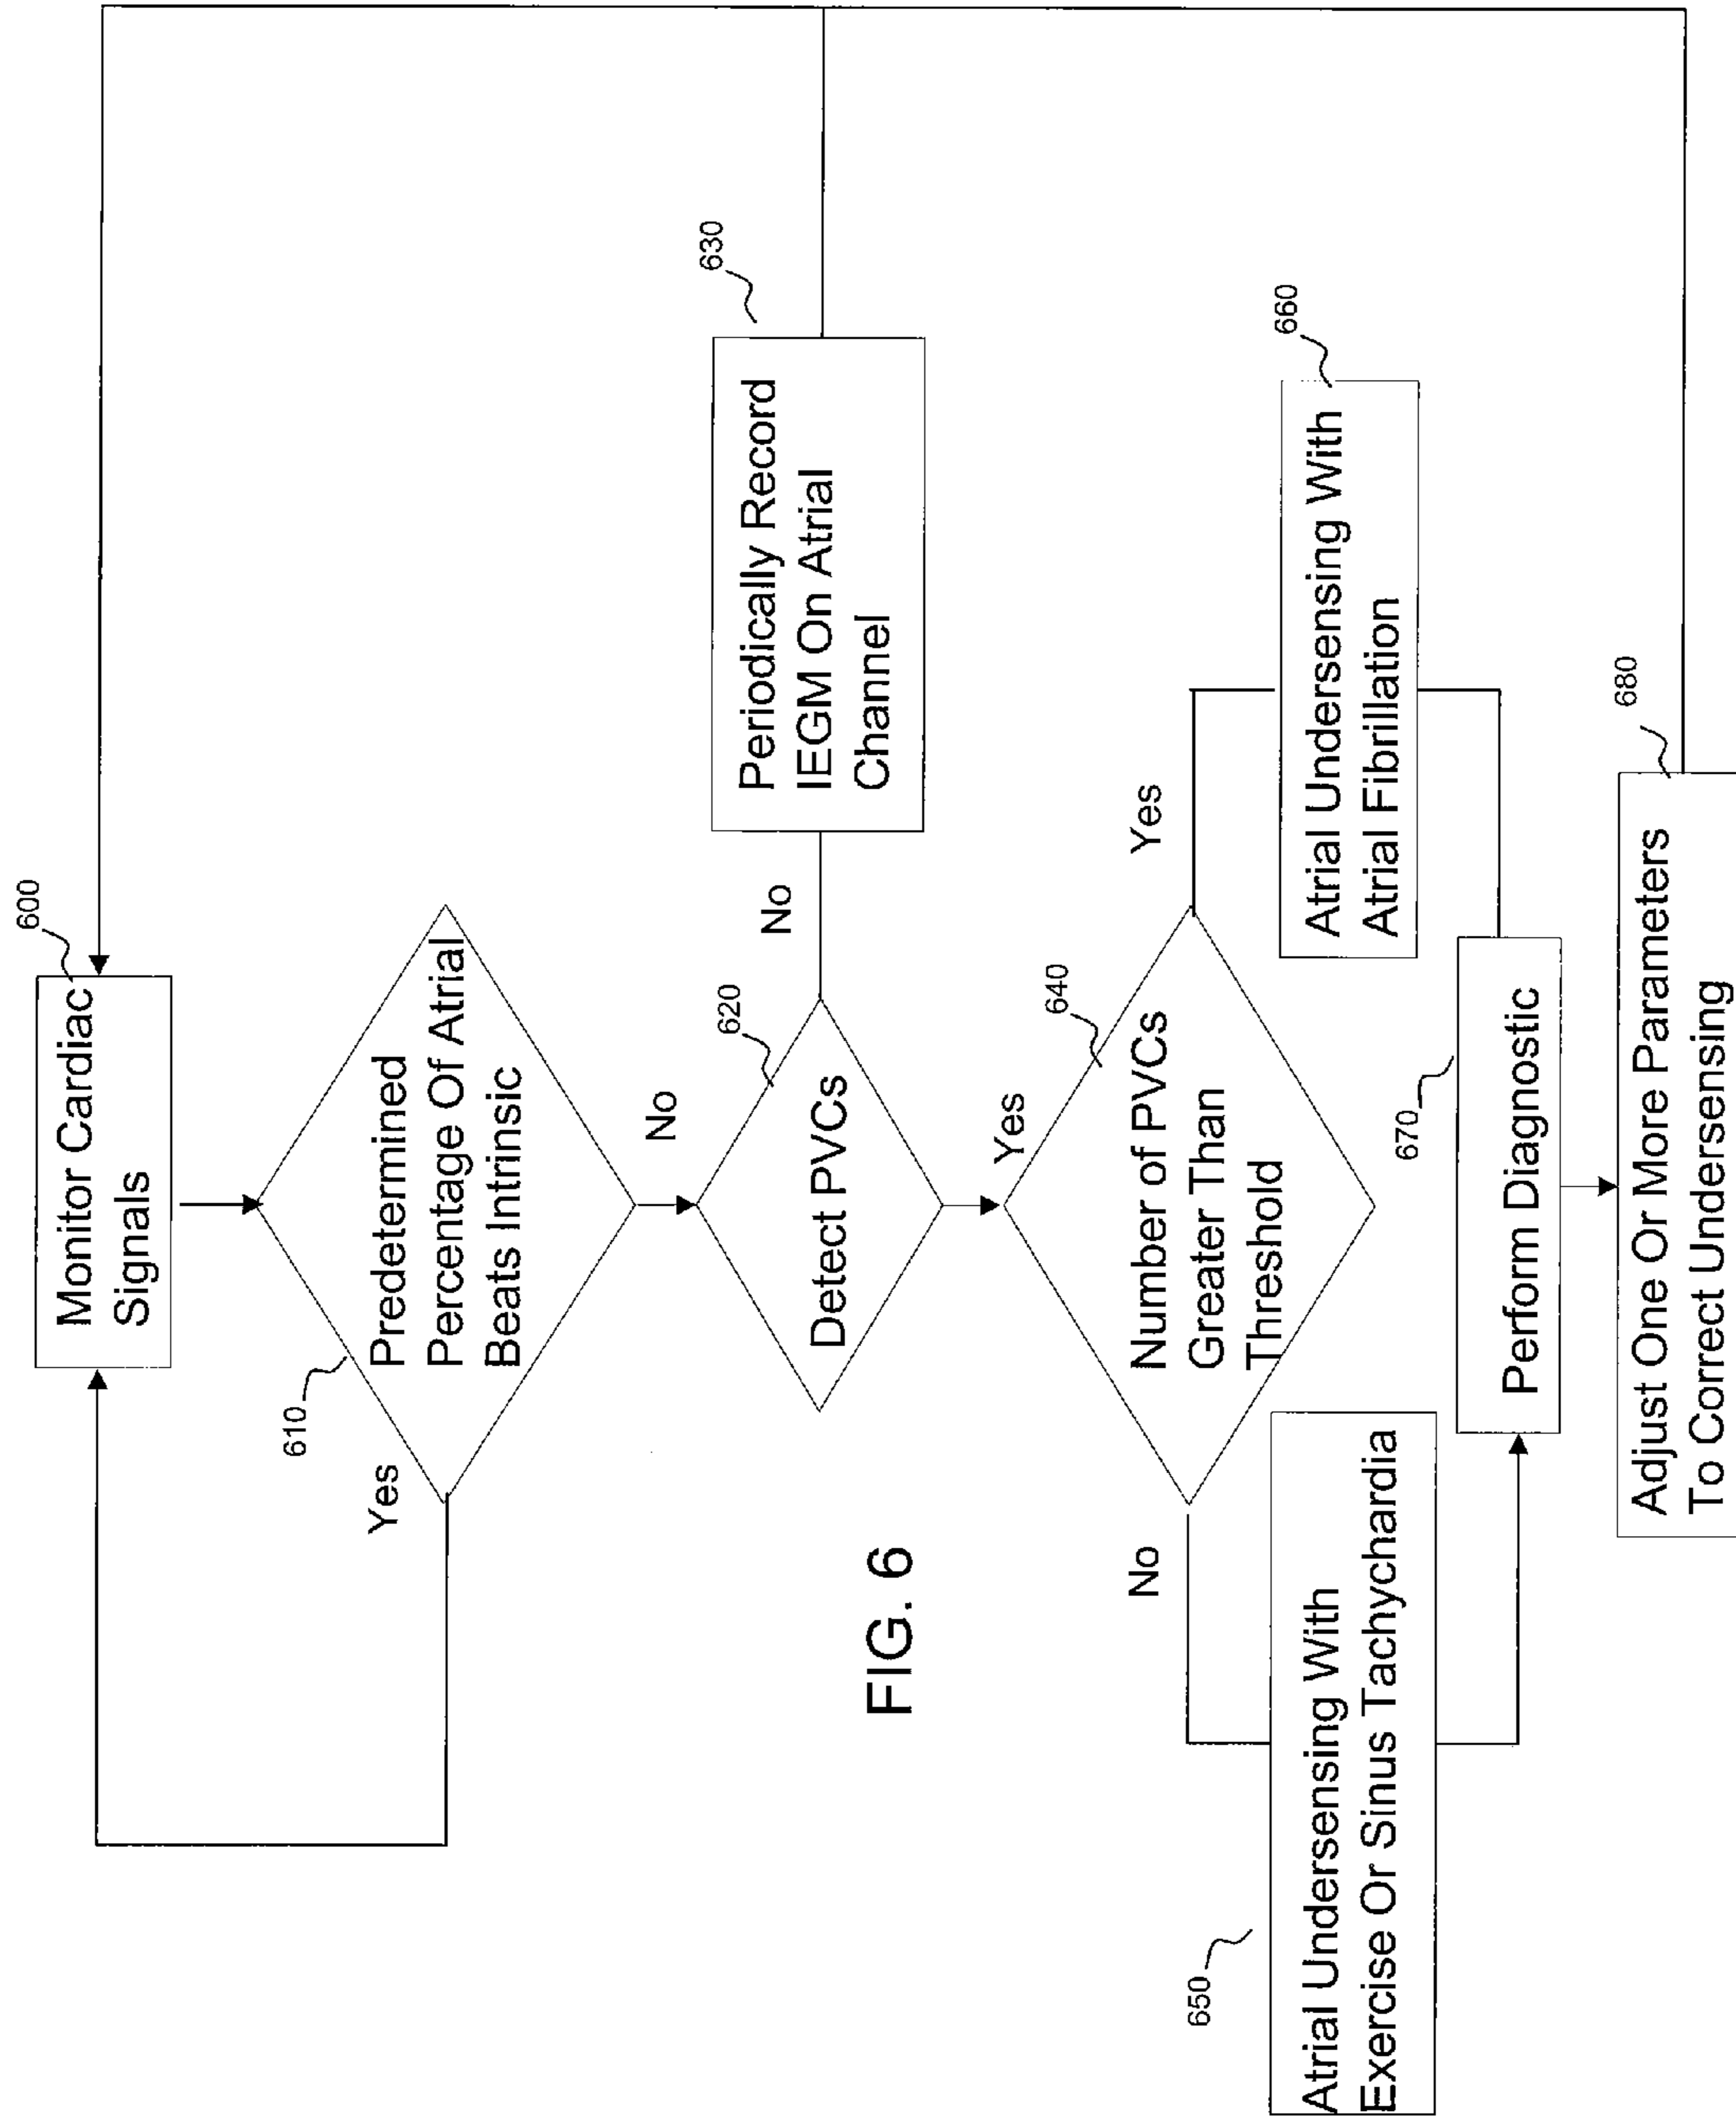 600
Monitor Cardiac
Signals
610
Predetermined
Percentage Of Atrial
Beats Intrinsic
Yes
No
620
Detect PVCs
No
630
Periodically Record
IEGM On Atrial
Channel
Yes
640
Number of PVCs
Greater Than
Threshold
No
Yes
650
Atrial Undersensing With
Exercise Or Sinus Tachychardia
660
Atrial Undersensing With
Atrial Fibrillation
670
Perform Diagnostic
680
Adjust One Or More Parameters
To Correct Undersensing
FIG. 6